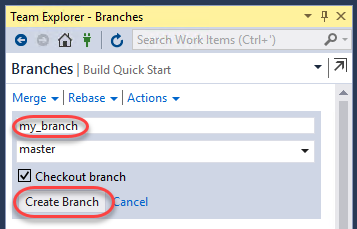 Team Explorer - Branches
Search Work Items (Ctrl+')
Branches | Build Quick Start
Merge | Rebase | Actions
my_branch
master
Checkout branch
Create Branch Cancel